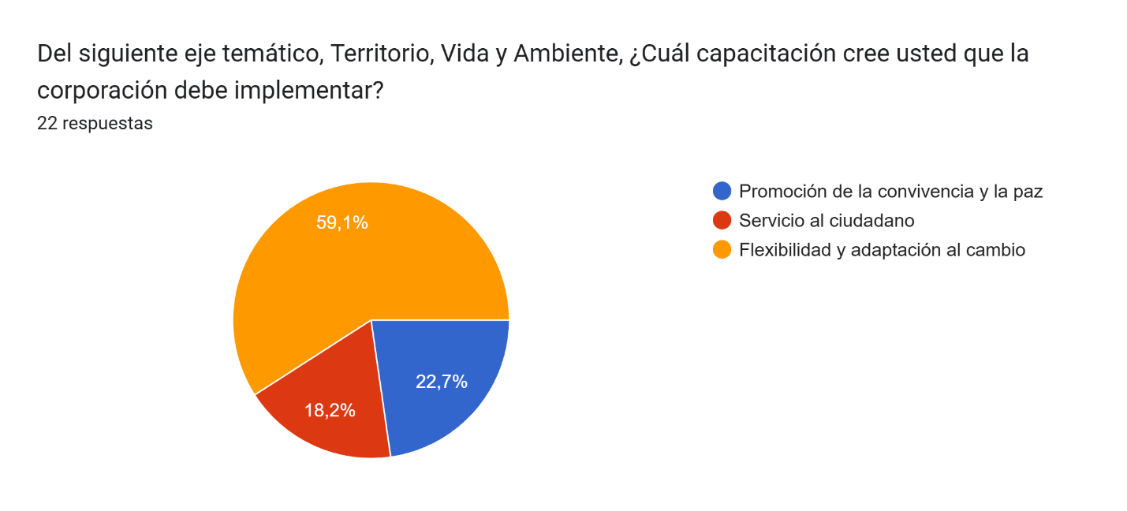 Del siguiente eje temático, Territorio, Vida y Ambiente, ¿Cuál capacitación cree usted que la
corporación debe implementar?
22 respuestas
59,1%
22,7%
18,2%
Promoción de la convivencia y la paz
Servicio al ciudadano
Flexibilidad y adaptación al cambio